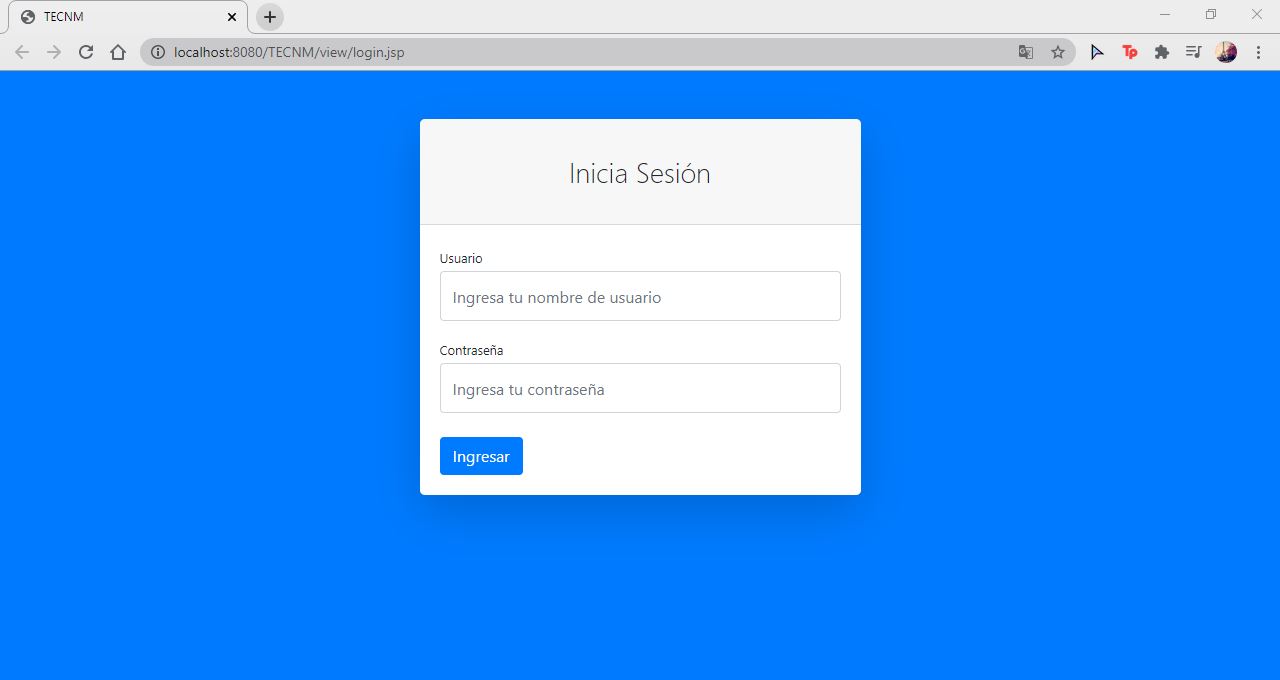 TECNM
localhost:8080/TECNM/view/login.jsp
Tp
Inicia Sesión
Usuario
Ingresa tu nombre de usuario
Contraseña
Ingresa tu contraseña
Ingresar